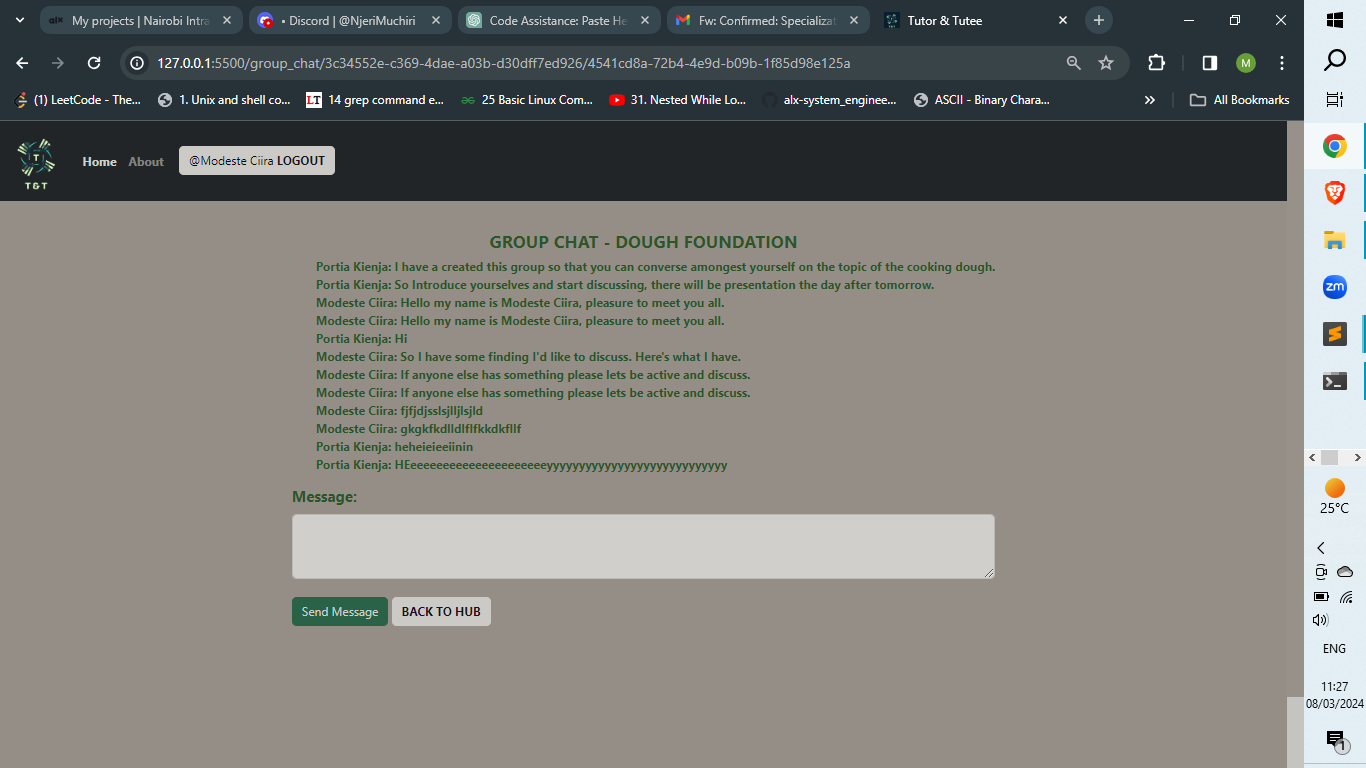 My projects | Nairobi Intra
• Discord | @NjeriMuchiri
Code Assistance: Paste He
Fw: Confirmed: Specializat
Tutor & Tutee
127.0.0.1:5500/group_chat/3c34552e-c369-4dae-a03b-d30dff7ed926/4541cd8a-72b4-4e9d-b09b-1f85d98e125a
M
(1) LeetCode - The...
1. Unix and shell co...
LT 14 grep command e...
25 Basic Linux Com...
31. Nested While Lo...
alx-system_enginee...
ASCII - Binary Chara...
All Bookmarks
T
T&T
Home
About
@Modeste Ciira LOGOUT
GROUP CHAT - DOUGH FOUNDATION
Portia Kienja: I have a created this group so that you can converse amongest yourself on the topic of the cooking dough.
Portia Kienja: So Introduce yourselves and start discussing, there will be presentation the day after tomorrow.
Modeste Ciira: Hello my name is Modeste Ciira, pleasure to meet you all.
Modeste Ciira: Hello my name is Modeste Ciira, pleasure to meet you all.
Portia Kienja: Hi
Modeste Ciira: So I have some finding I'd like to discuss. Here's what I have.
Modeste Ciira: If anyone else has something please lets be active and discuss.
Modeste Ciira: If anyone else has something please lets be active and discuss.
Modeste Ciira: fjfjdjsslsjlljlsjld
Modeste Ciira: gkgkfkdlldlflfkkdkfllf
Portia Kienja: heheieieeiinin
Portia Kienja: HEeeeeeeeeeeeeeeeeeeeeeyyyyyyyyyyyyyyyyyyyyyyyyyyyy
Message:
Send Message
BACK TO HUB
zm
25°C
ENG
11:27
08/03/2024
1